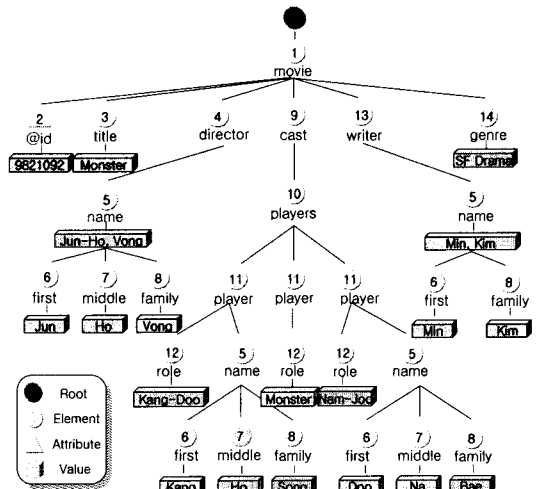 1
movie
2 3 4 9 13 14
@id title director cast writer genre
9821092 Monster SF Drama
5 10 5
name players name
Jun-Ho, Vong Min, Kim
6 7 8 11 11 11 6 8
first middle family player player player first family
Jun Ho Vong Min Kim
12 5 12 12 5
role name role role name
Kang-Doo Monster Nam-Joo
Root
Element
Attribute
Value
6 7 8 6 7 8
first middle family first middle family
Kang Ho Song Doo Na Bae